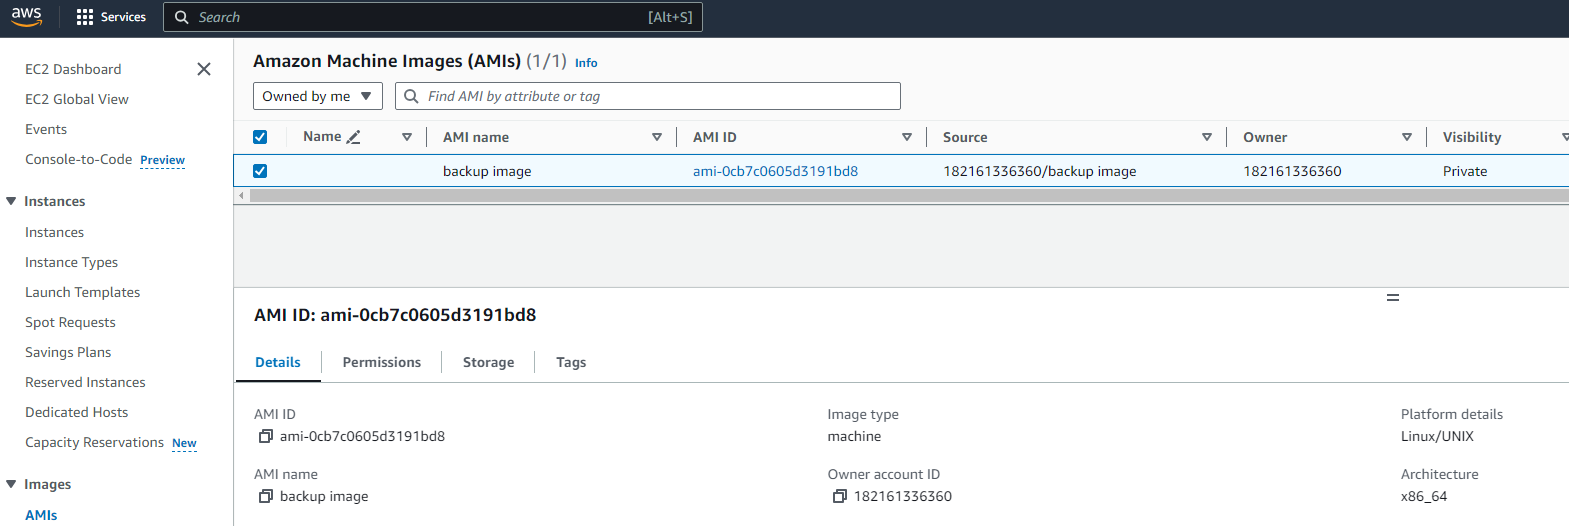 aws
Services
Search
[Alt+S]
EC2 Dashboard
EC2 Global View
Events
Console-to-Code Preview
Instances
Instances
Instance Types
Launch Templates
Spot Requests
Savings Plans
Reserved Instances
Dedicated Hosts
Capacity Reservations New
Images
AMIs
Amazon Machine Images (AMIs) (1/1) Info
Owned by me
Find AMI by attribute or tag
Name AMI name AMI ID Source Owner Visibility
backup image ami-0cb7c0605d3191bd8 182161336360/backup image 182161336360 Private
AMI ID: ami-0cb7c0605d3191bd8
Details Permissions Storage Tags
AMI ID Image type Platform details
ami-0cb7c0605d3191bd8 machine Linux/UNIX
AMI name Owner account ID Architecture
backup image 182161336360 x86_64